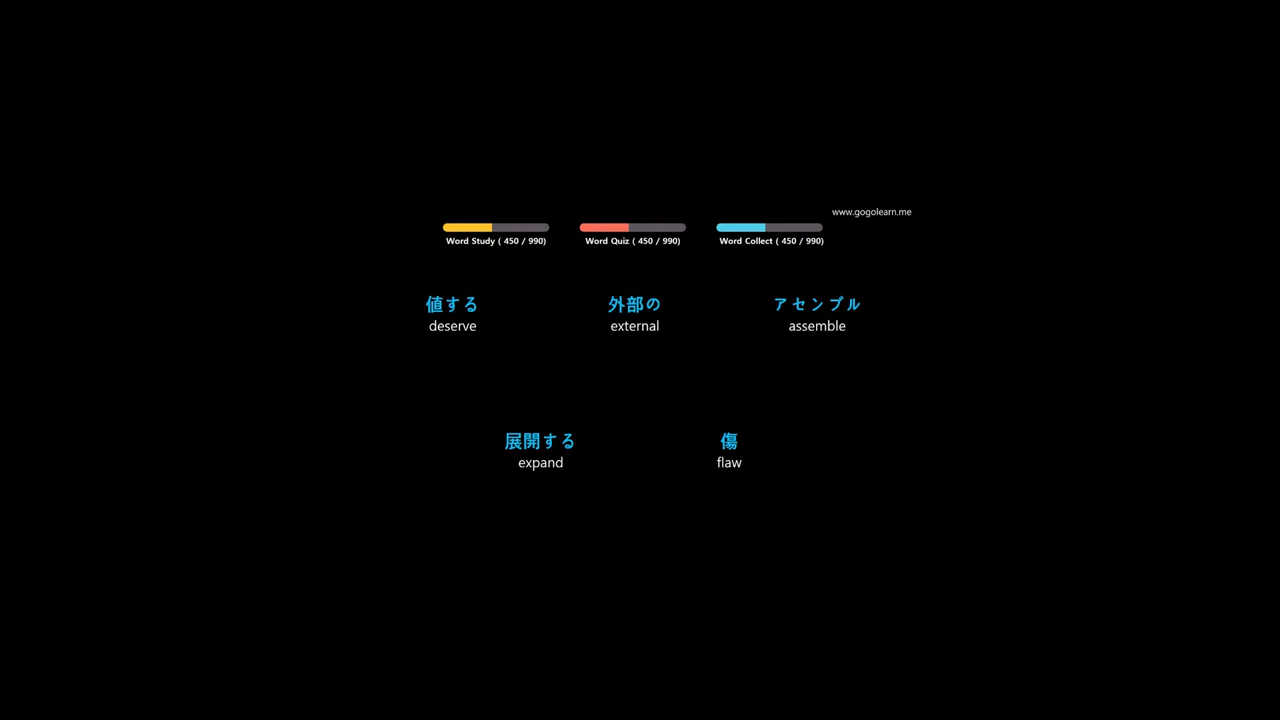 www.gogolearn.me
Word Study ( 450 / 990)
Word Quiz ( 450 / 990)
Word Collect ( 450 / 990)
値する
deserve
外部の
external
アセンブル
assemble
展開する
expand
傷
flaw